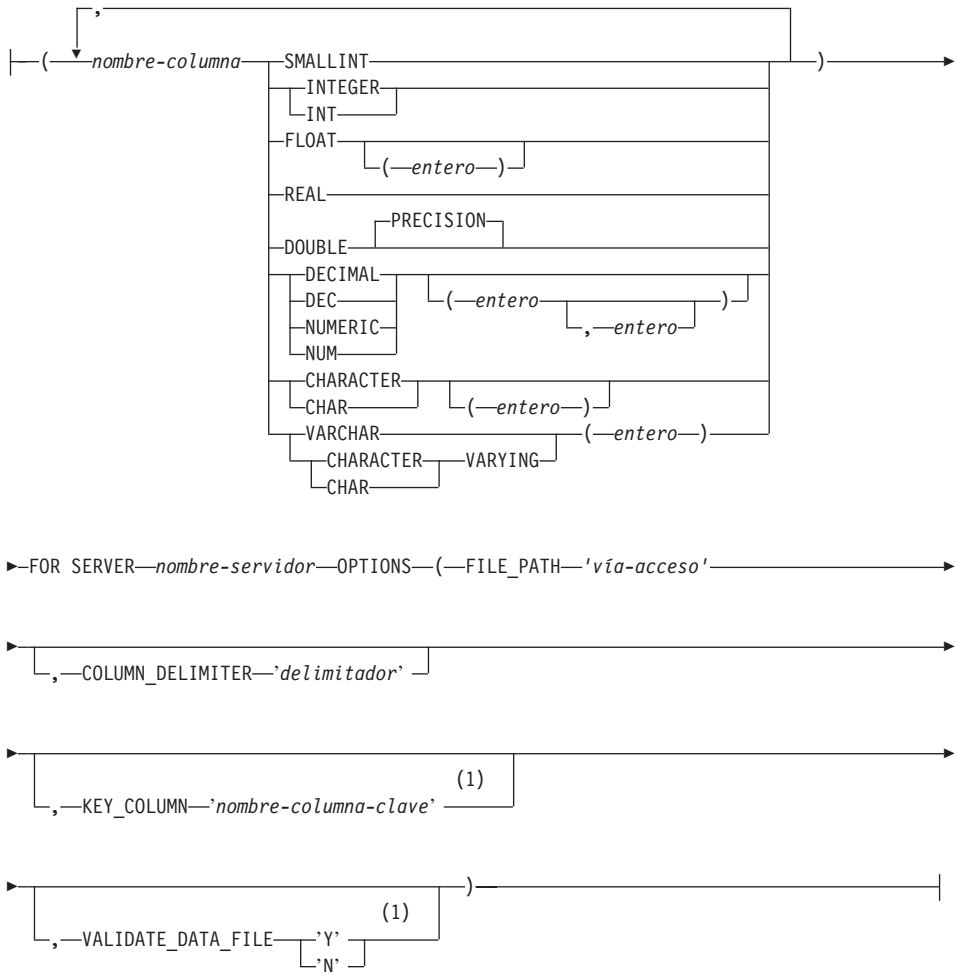 ,
( nombre-columna SMALLINT )
INTEGER
INT
FLOAT
( entero )
REAL
PRECISION
DOUBLE
DECIMAL
DEC ( entero )
NUMERIC , entero
NUM
CHARACTER
CHAR ( entero )
VARCHAR ( entero )
CHARACTER VARYING
CHAR
FOR SERVER nombre-servidor OPTIONS ( FILE_PATH 'vía-acceso'
, COLUMN_DELIMITER ’delimitador’
(1)
, KEY_COLUMN ’nombre-columna-clave’
)
(1)
, VALIDATE_DATA_FILE ’Y’
’N’